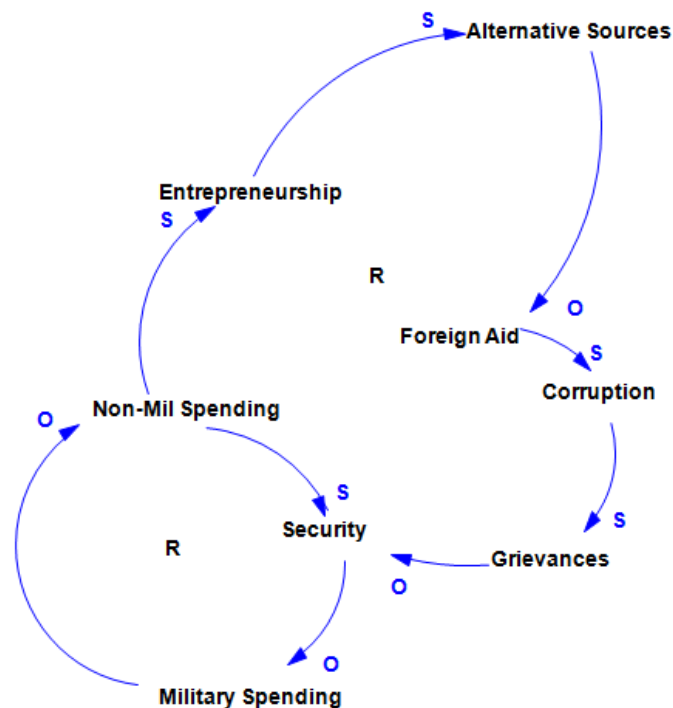 S
Alternative Sources
Entrepreneurship
S
R
O
Foreign Aid
S
Corruption
O
Non-Mil Spending
S
S
Security
R
Grievances
O
O
Military Spending